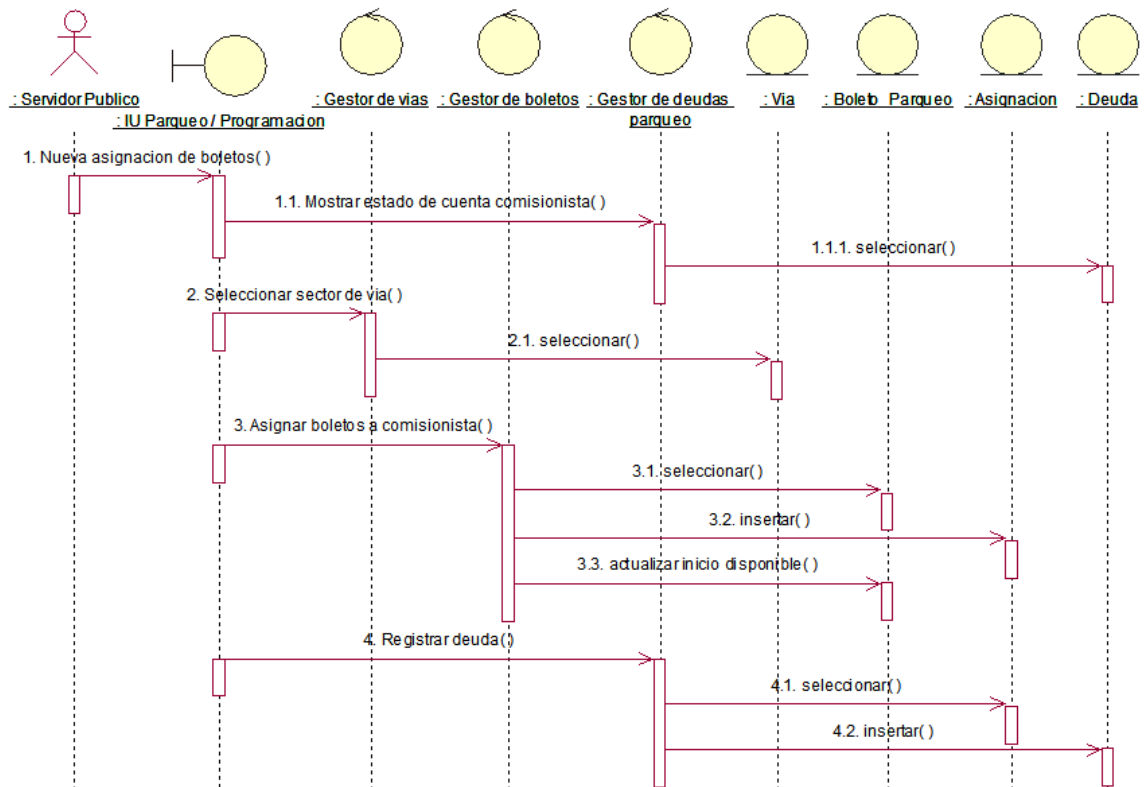 : Servidor Publico
: IU Parqueo / Programacion
: Gestor de vias
: Gestor de boletos
: Gestor de deudas
parqueo
: Via
: Boleto Parqueo
: Asignacion
: Deuda
1. Nueva asignacion de boletos( )
1.1. Mostrar estado de cuenta comisionista( )
1.1.1. seleccionar( )
2. Seleccionar sector de via( )
2.1. seleccionar( )
3. Asignar boletos a comisionista( )
3.1. seleccionar( )
3.2. insertar( )
3.3. actualizar inicio disponible( )
4. Registrar deuda( )
4.1. seleccionar( )
4.2. insertar( )